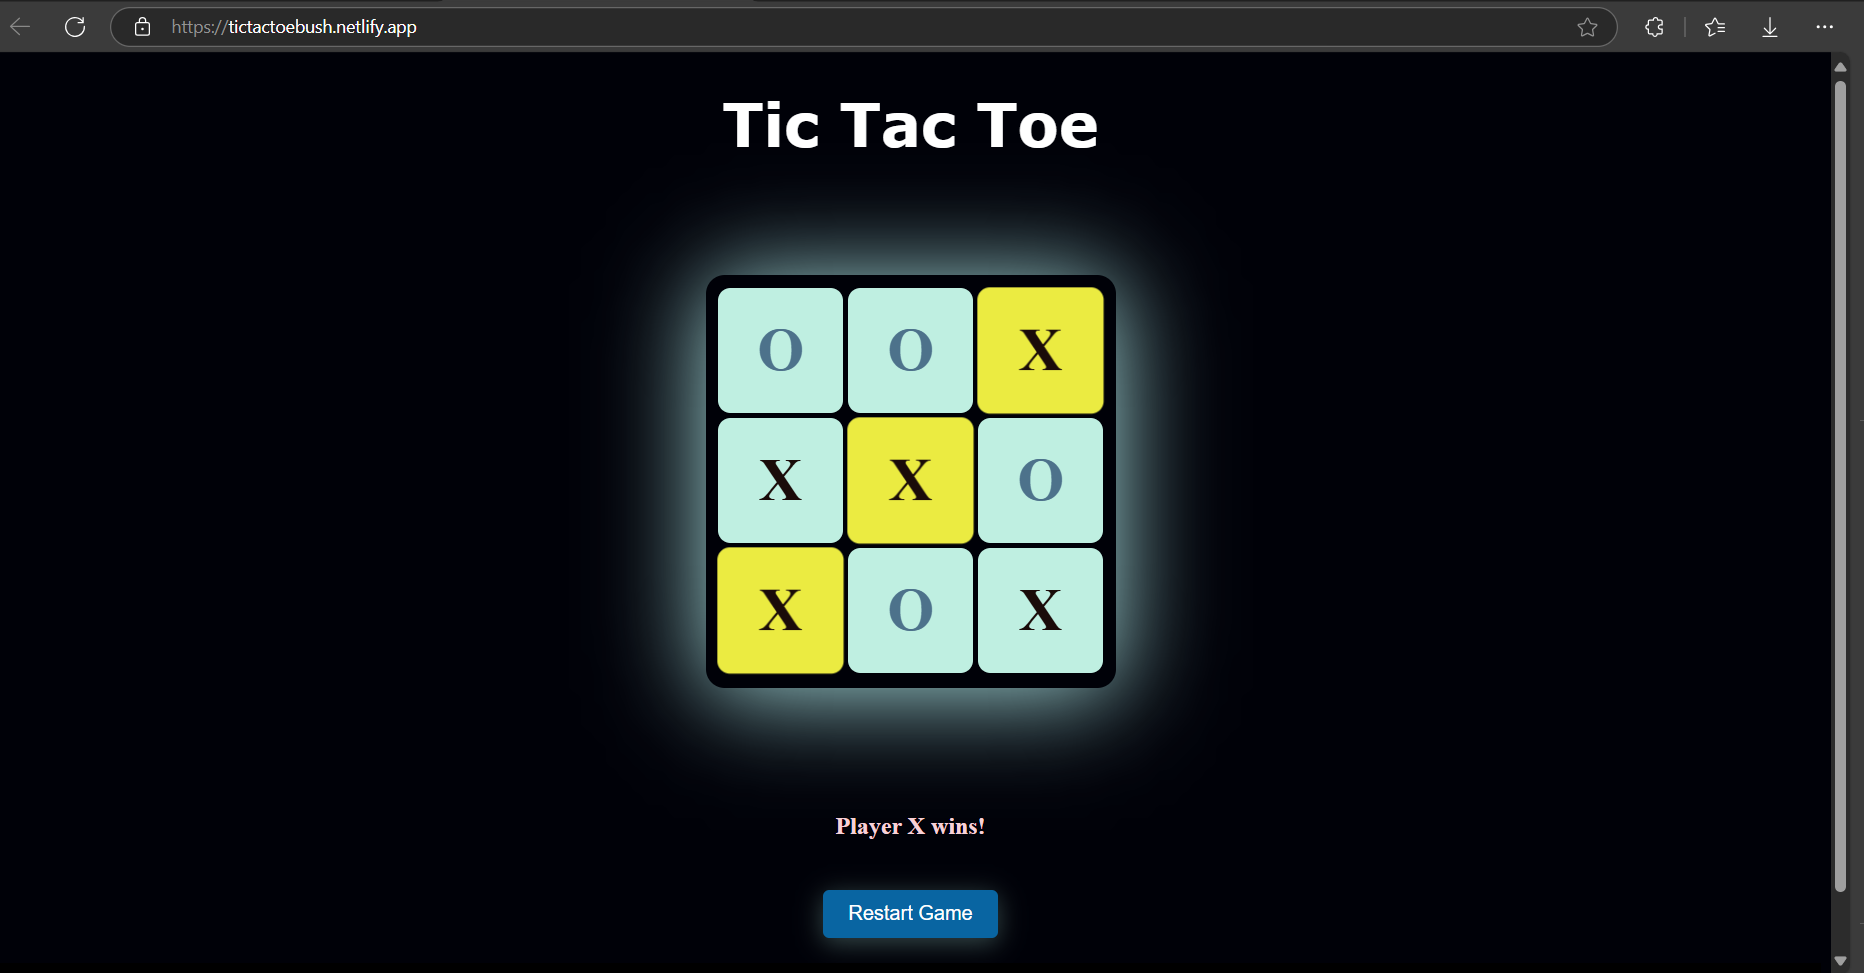 https://tictactoebush.netlify.app
Tic Tac Toe
O O X
X X O
X O X
Player X wins!
Restart Game